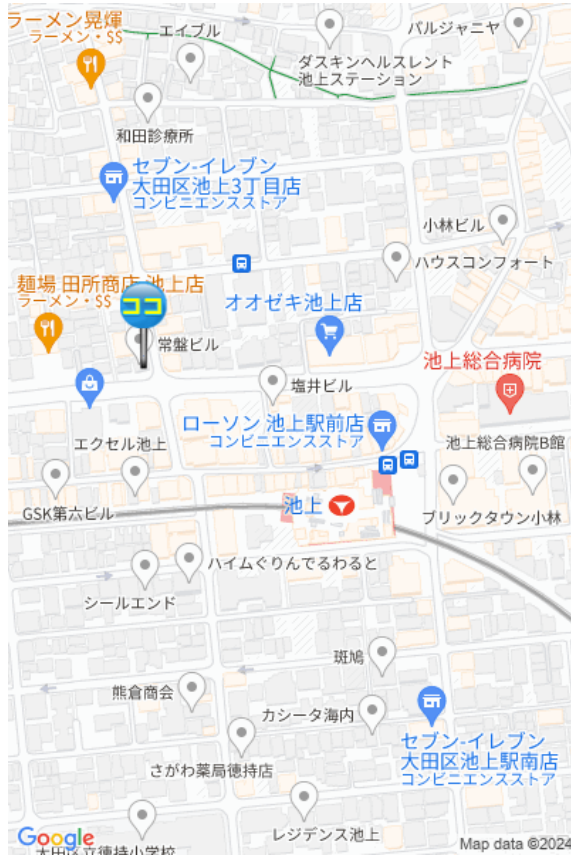 ラーメン晃煇
ラーメン・SS
エイブル
パルジャニヤ
ダスキンヘルスレント
池上ステーション
和田診療所
セブン-イレブン
大田区池上3丁目店
コンビニエンスストア
小林ビル
ハウスコンフォート
麺場 田所商店 池上店
ラーメン・SS
ココ
オオゼキ池上店
常盤ビル
池上総合病院
塩井ビル
ローソン 池上駅前店
コンビニエンスストア
エクセル池上
池上総合病院B館
GSK第六ビル
池上
ブリックタウン小林
ハイムぐりんでるわると
シールエンド
斑鳩
熊倉商会
カシータ海内
セブン-イレブン
大田区池上駅南店
コンビニエンスストア
さがわ薬局徳持店
レジデンス池上
Google
大田区立徳持小学校
Map data ©2024